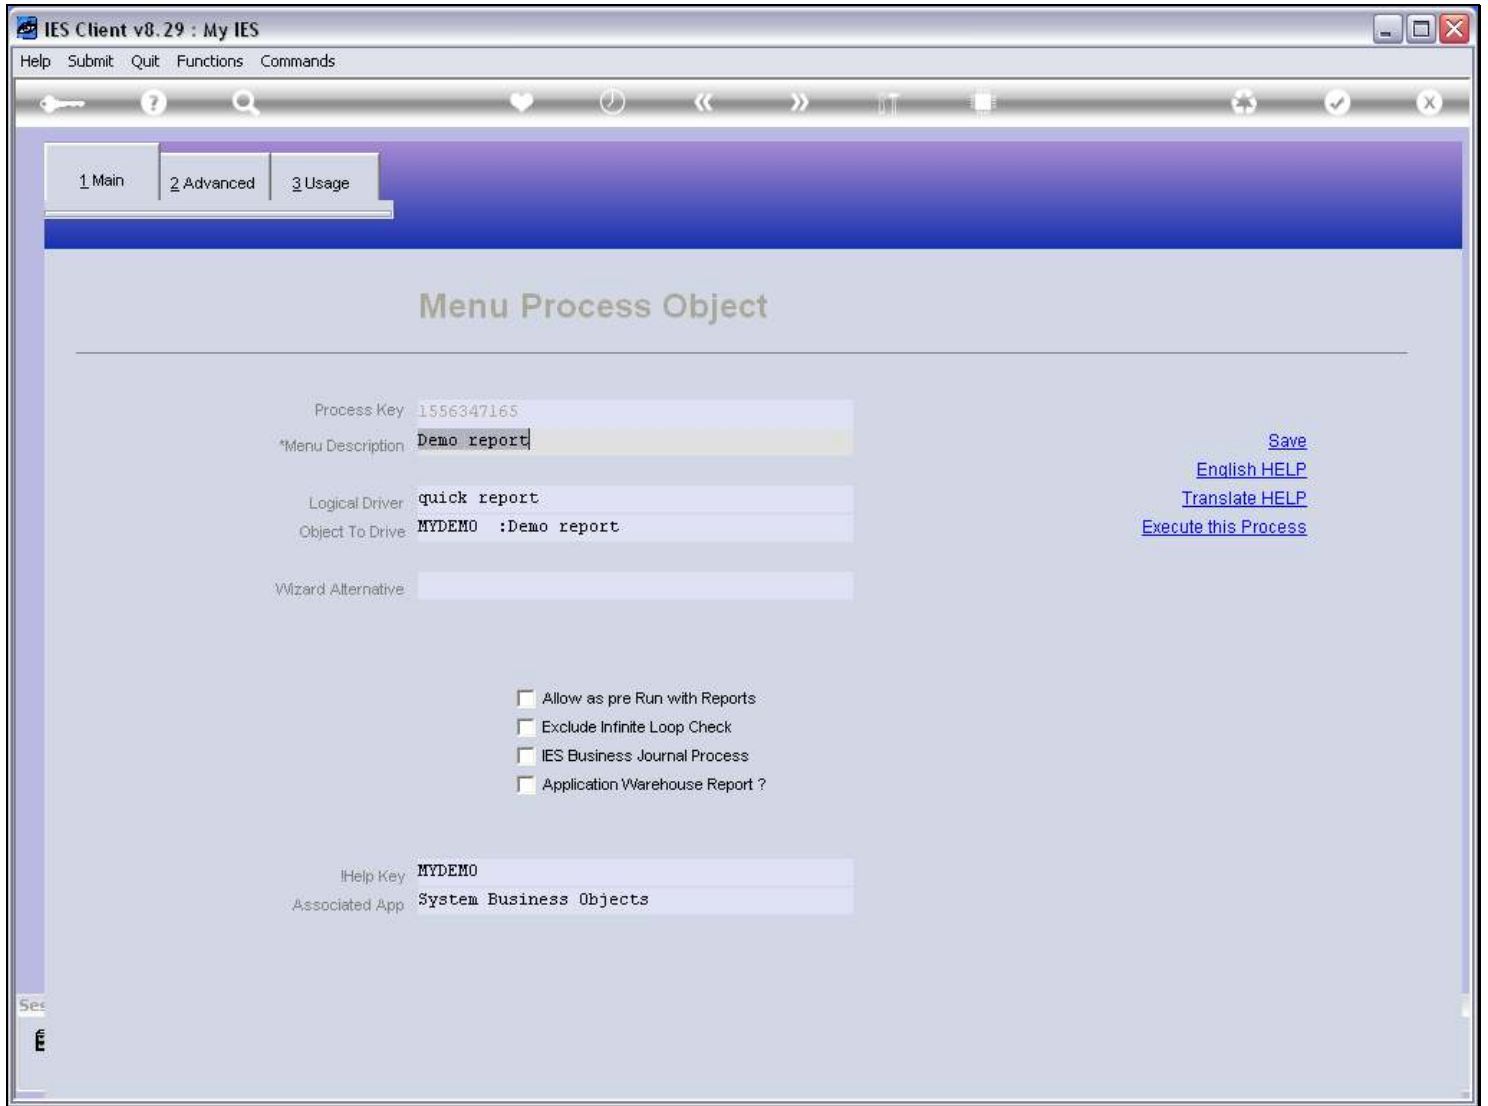 IES Client v8.29 : My IES
Help Submit Quit Functions Commands
1 Main 2 Advanced 3 Usage
Menu Process Object
Process Key 1556347165
*Menu Description Demo report
Save
English HELP
Logical Driver quick report
Translate HELP
Object To Drive MYDEMO :Demo report
Execute this Process
Wizard Alternative
Allow as pre Run with Reports
Exclude Infinite Loop Check
IES Business Journal Process
Application Warehouse Report ?
!Help Key MYDEMO
Associated App System Business Objects